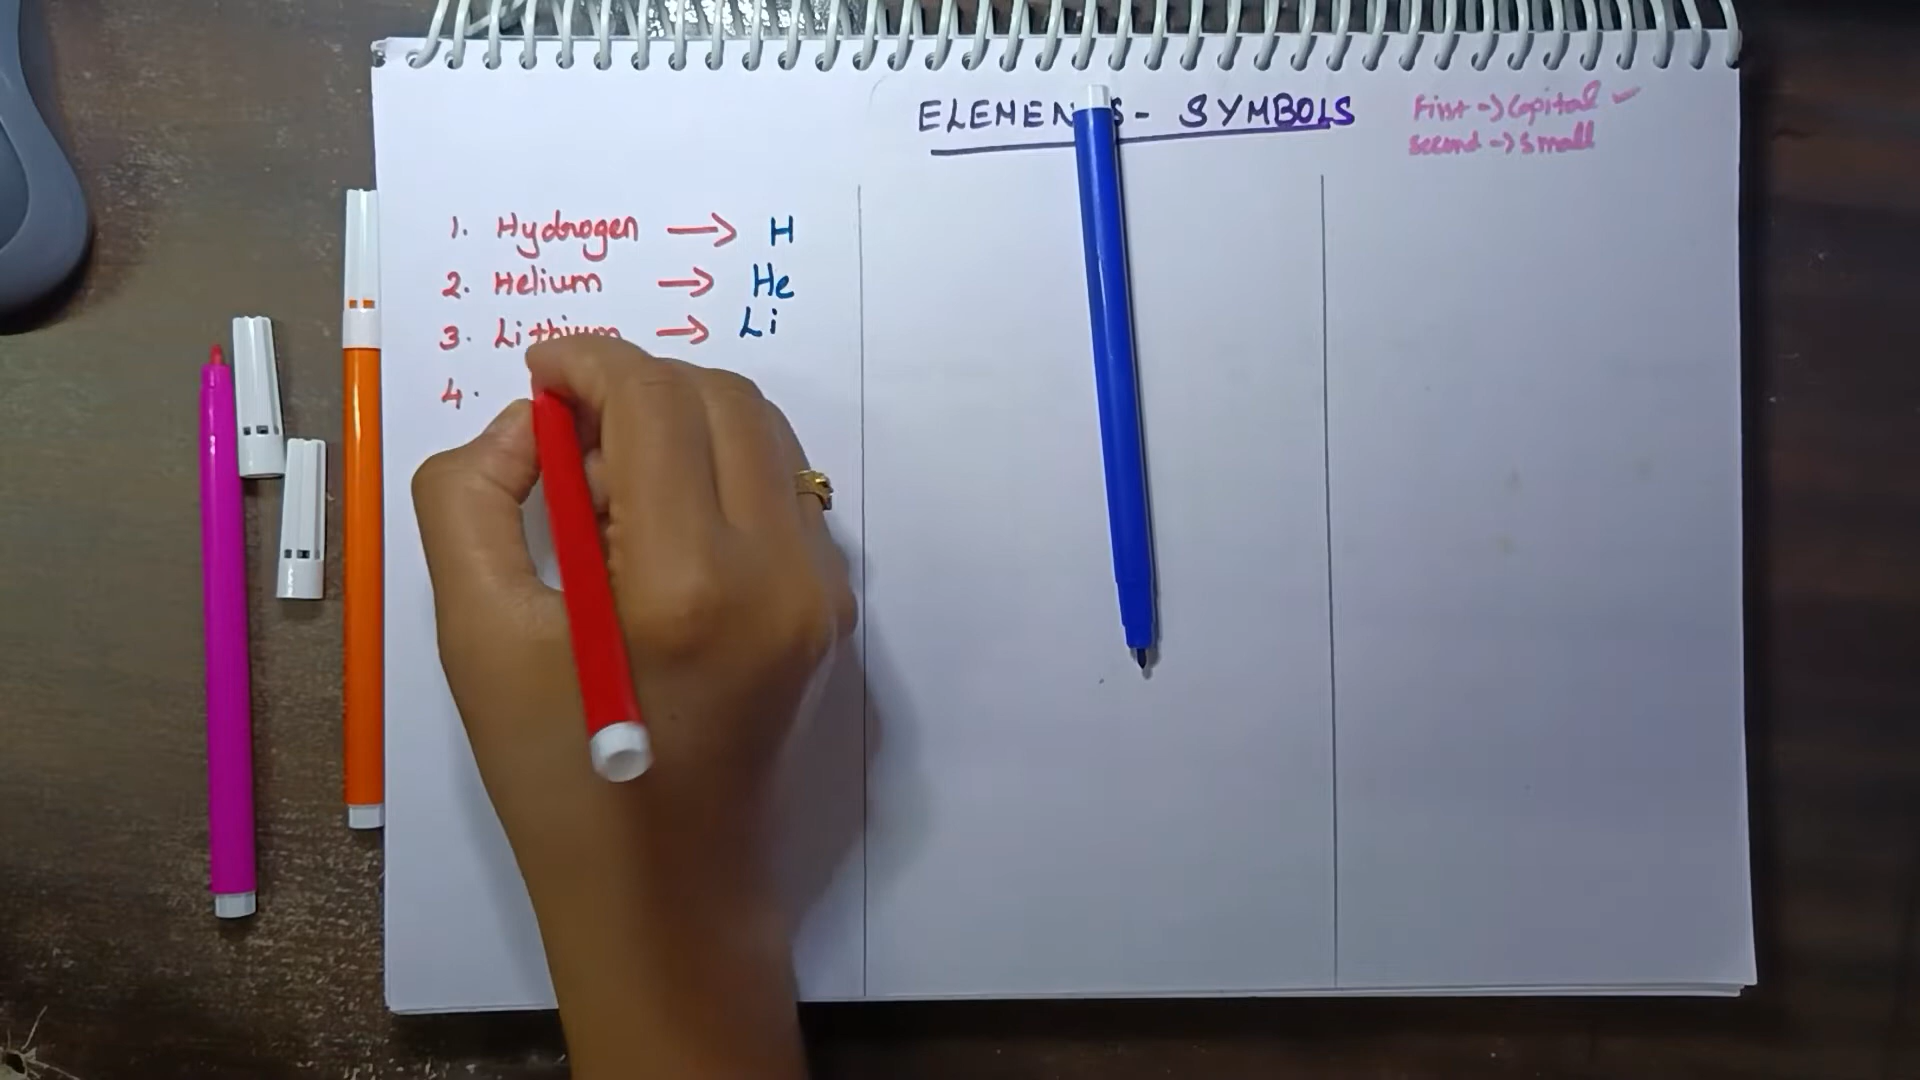 ELEMENTS - SYMBOLS
First -> Capital ✓
Second -> small
1. Hydrogen → H
2. Helium → He
3. Lithium → Li
4.